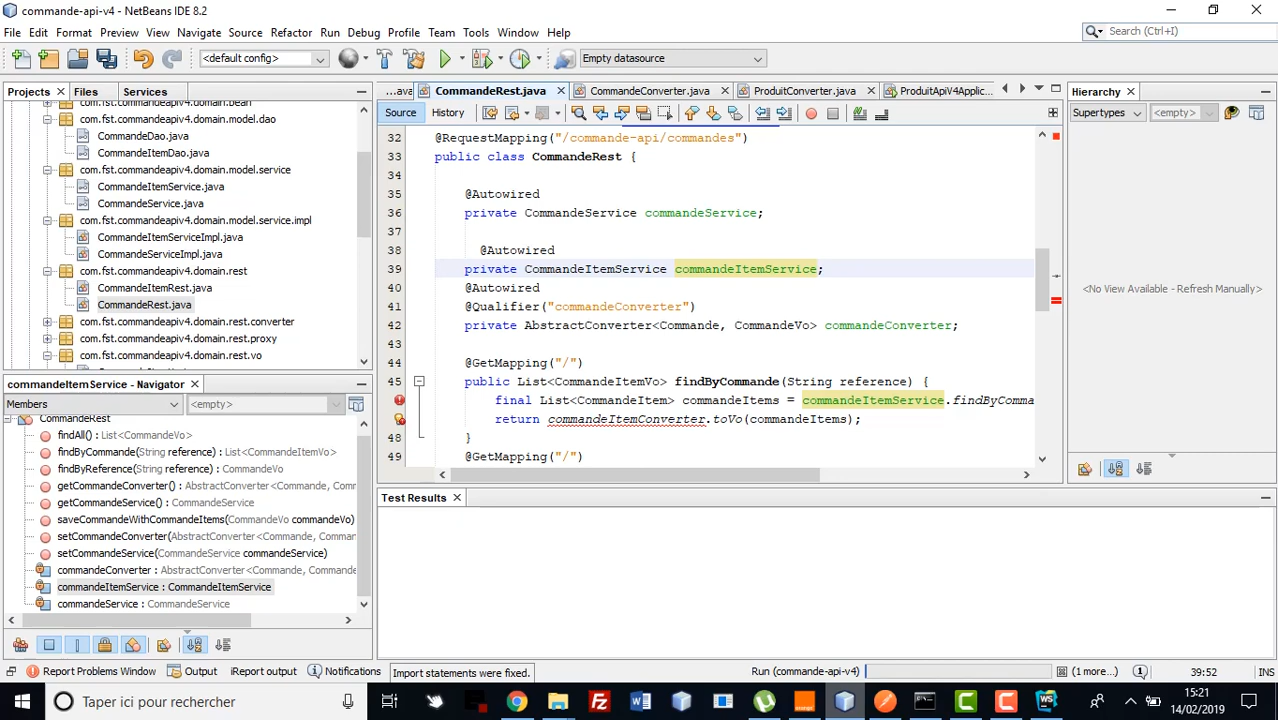 commande-api-v4 - NetBeans IDE 8.2
File Edit Format Preview View Navigate Source Refactor Run Debug Profile Team Tools Window Help
Search (Ctrl+I)
<default config>
Empty datasource
Projects Files Services
...ava CommandeRest.java CommandeConverter.java ProduitConverter.java ProduitApiV4Applic...
Hierarchy
Source History
Supertypes <empty>
com.fst.commandeapiv4.domain.bean
com.fst.commandeapiv4.domain.model.dao
CommandeDao.java
CommandeItemDao.java
com.fst.commandeapiv4.domain.model.service
CommandeItemService.java
CommandeService.java
com.fst.commandeapiv4.domain.model.service.impl
CommandeItemServiceImpl.java
CommandeServiceImpl.java
com.fst.commandeapiv4.domain.rest
CommandeItemRest.java
CommandeRest.java
com.fst.commandeapiv4.domain.rest.converter
com.fst.commandeapiv4.domain.rest.proxy
com.fst.commandeapiv4.domain.rest.vo
32 @RequestMapping("/commande-api/commandes")
33 public class CommandeRest {
34
35 @Autowired
36 private CommandeService commandeService;
37
38 @Autowired
39 private CommandeItemService commandeItemService;
40 @Autowired
41 @Qualifier("commandeConverter")
42 private AbstractConverter<Commande, CommandeVo> commandeConverter;
43
44 @GetMapping("/")
45 public List<CommandeItemVo> findByCommande(String reference) {
final List<CommandeItem> commandeItems = commandeItemService.findByComma
return commandeItemConverter.toVo(commandeItems);
48 }
49 @GetMapping("/")
<No View Available - Refresh Manually>
commandeItemService - Navigator
Members <empty>
CommandeRest
findAll() : List<CommandeVo>
findByCommande(String reference) : List<CommandeItemVo>
findByReference(String reference) : CommandeVo
getCommandeConverter() : AbstractConverter<Commande, Comm
getCommandeService() : CommandeService
saveCommandeWithCommandeItems(CommandeVo commandeVo)
setCommandeConverter(AbstractConverter<Commande, Comman
setCommandeService(CommandeService commandeService)
commandeConverter : AbstractConverter<Commande, Command
commandeItemService : CommandeItemService
commandeService : CommandeService
Test Results
Report Problems Window Output iReport output Notifications Import statements were fixed. Run (commande-api-v4) (1 more...) 39:52 INS
Taper ici pour rechercher
15:21
14/02/2019